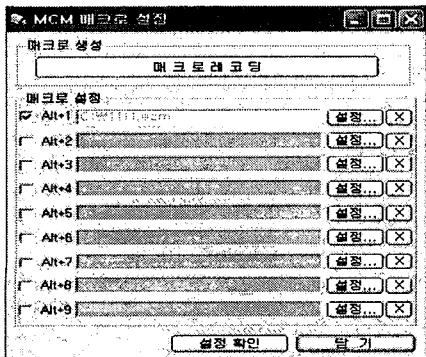 MCM 매크로 설정
매크로 생성
매 크 로 레 코 딩
매크로 설정
Alt+1 설정... X
Alt+2 설정... X
Alt+3 설정... X
Alt+4 설정... X
Alt+5 설정... X
Alt+6 설정... X
Alt+7 설정... X
Alt+8 설정... X
Alt+9 설정... X
설정 확인 닫 기